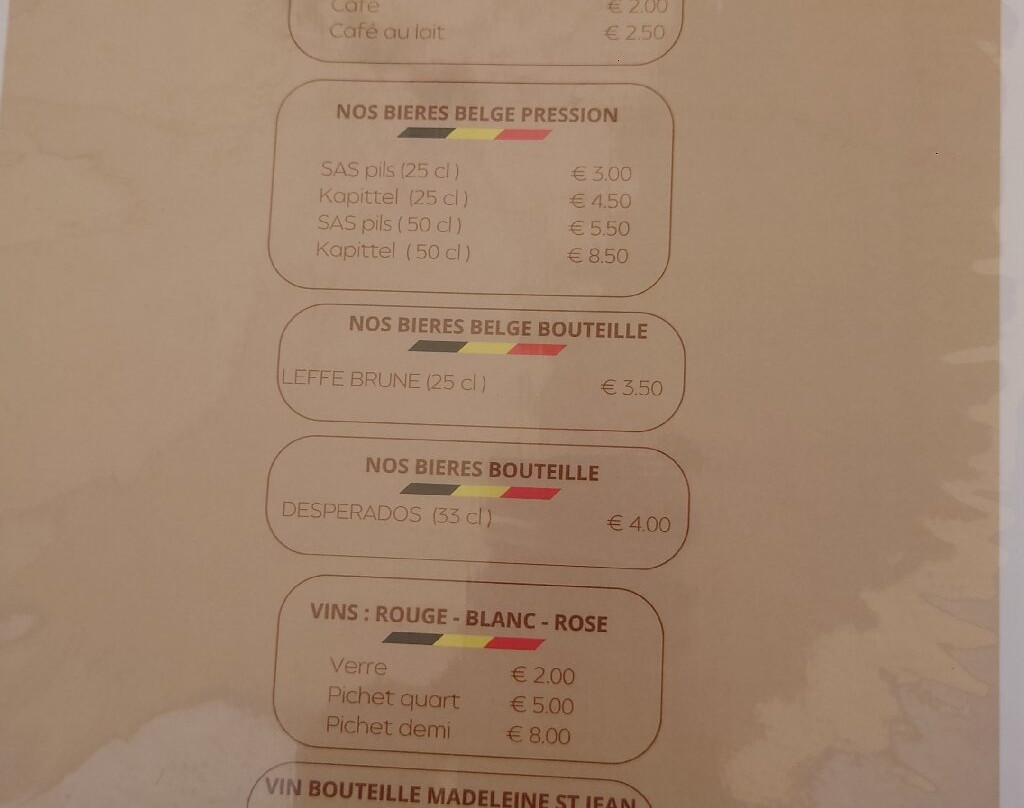 Café € 2.00
Café au lait € 2.50
NOS BIERES BELGE PRESSION
SAS pils (25 cl ) € 3.00
Kapittel (25 cl ) € 4.50
SAS pils ( 50 cl ) € 5.50
Kapittel ( 50 cl ) € 8.50
NOS BIERES BELGE BOUTEILLE
LEFFE BRUNE (25 cl ) € 3.50
NOS BIERES BOUTEILLE
DESPERADOS (33 cl ) € 4.00
VINS : ROUGE - BLANC - ROSE
Verre € 2.00
Pichet quart € 5.00
Pichet demi € 8.00
VIN BOUTEILLE MADELEINE ST JEAN